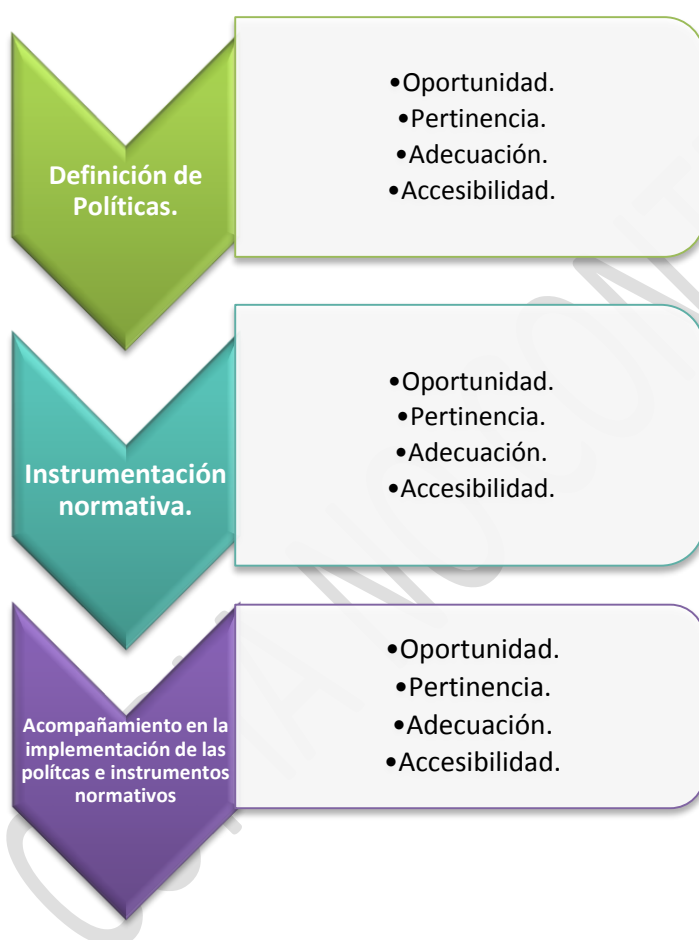 Definición de
Políticas.
•Oportunidad.
•Pertinencia.
•Adecuación.
•Accesibilidad.
Instrumentación
normativa.
•Oportunidad.
•Pertinencia.
•Adecuación.
•Accesibilidad.
Acompañamiento en la
implementación de las
polítcas e instrumentos
normativos
•Oportunidad.
•Pertinencia.
•Adecuación.
•Accesibilidad.